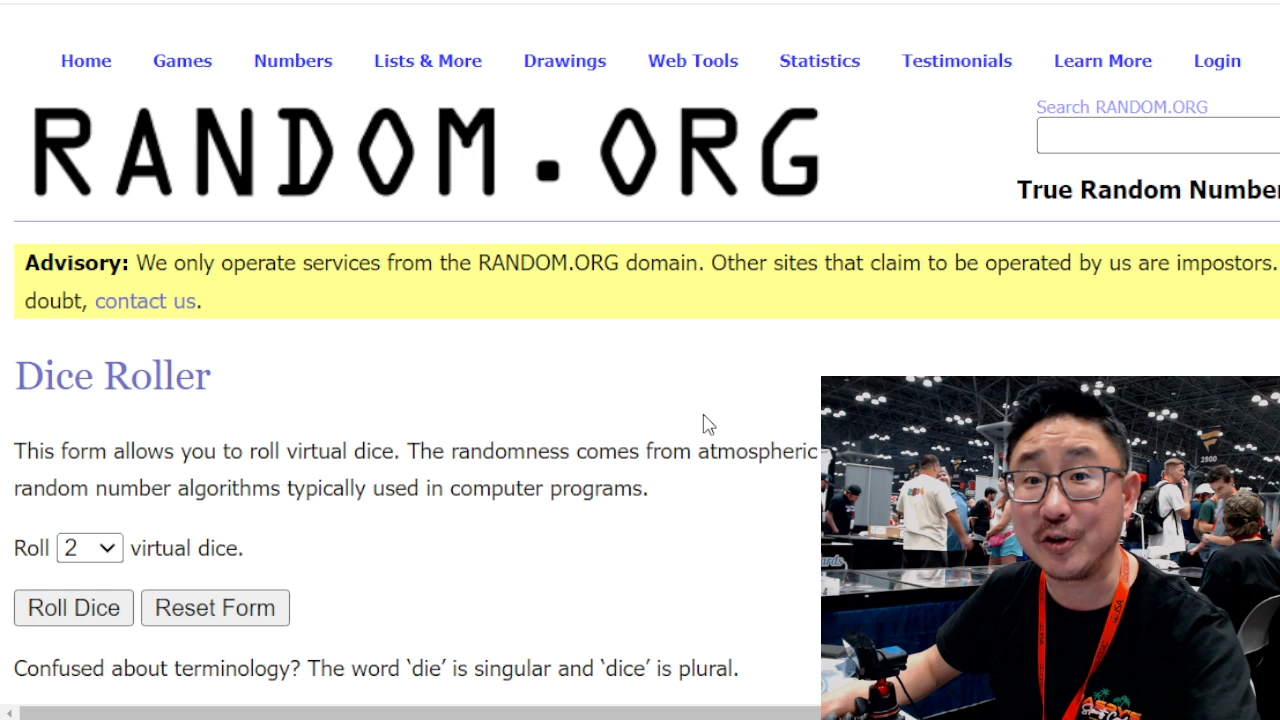 Home Games Numbers Lists & More Drawings Web Tools Statistics Testimonials Learn More Login
RANDOM.ORG
Search RANDOM.ORG
True Random Number
Advisory: We only operate services from the RANDOM.ORG domain. Other sites that claim to be operated by us are impostors.
doubt, contact us.
Dice Roller
This form allows you to roll virtual dice. The randomness comes from atmospheric
random number algorithms typically used in computer programs.
Roll 2 virtual dice.
Roll Dice Reset Form
Confused about terminology? The word ‘die’ is singular and ‘dice’ is plural.
2900